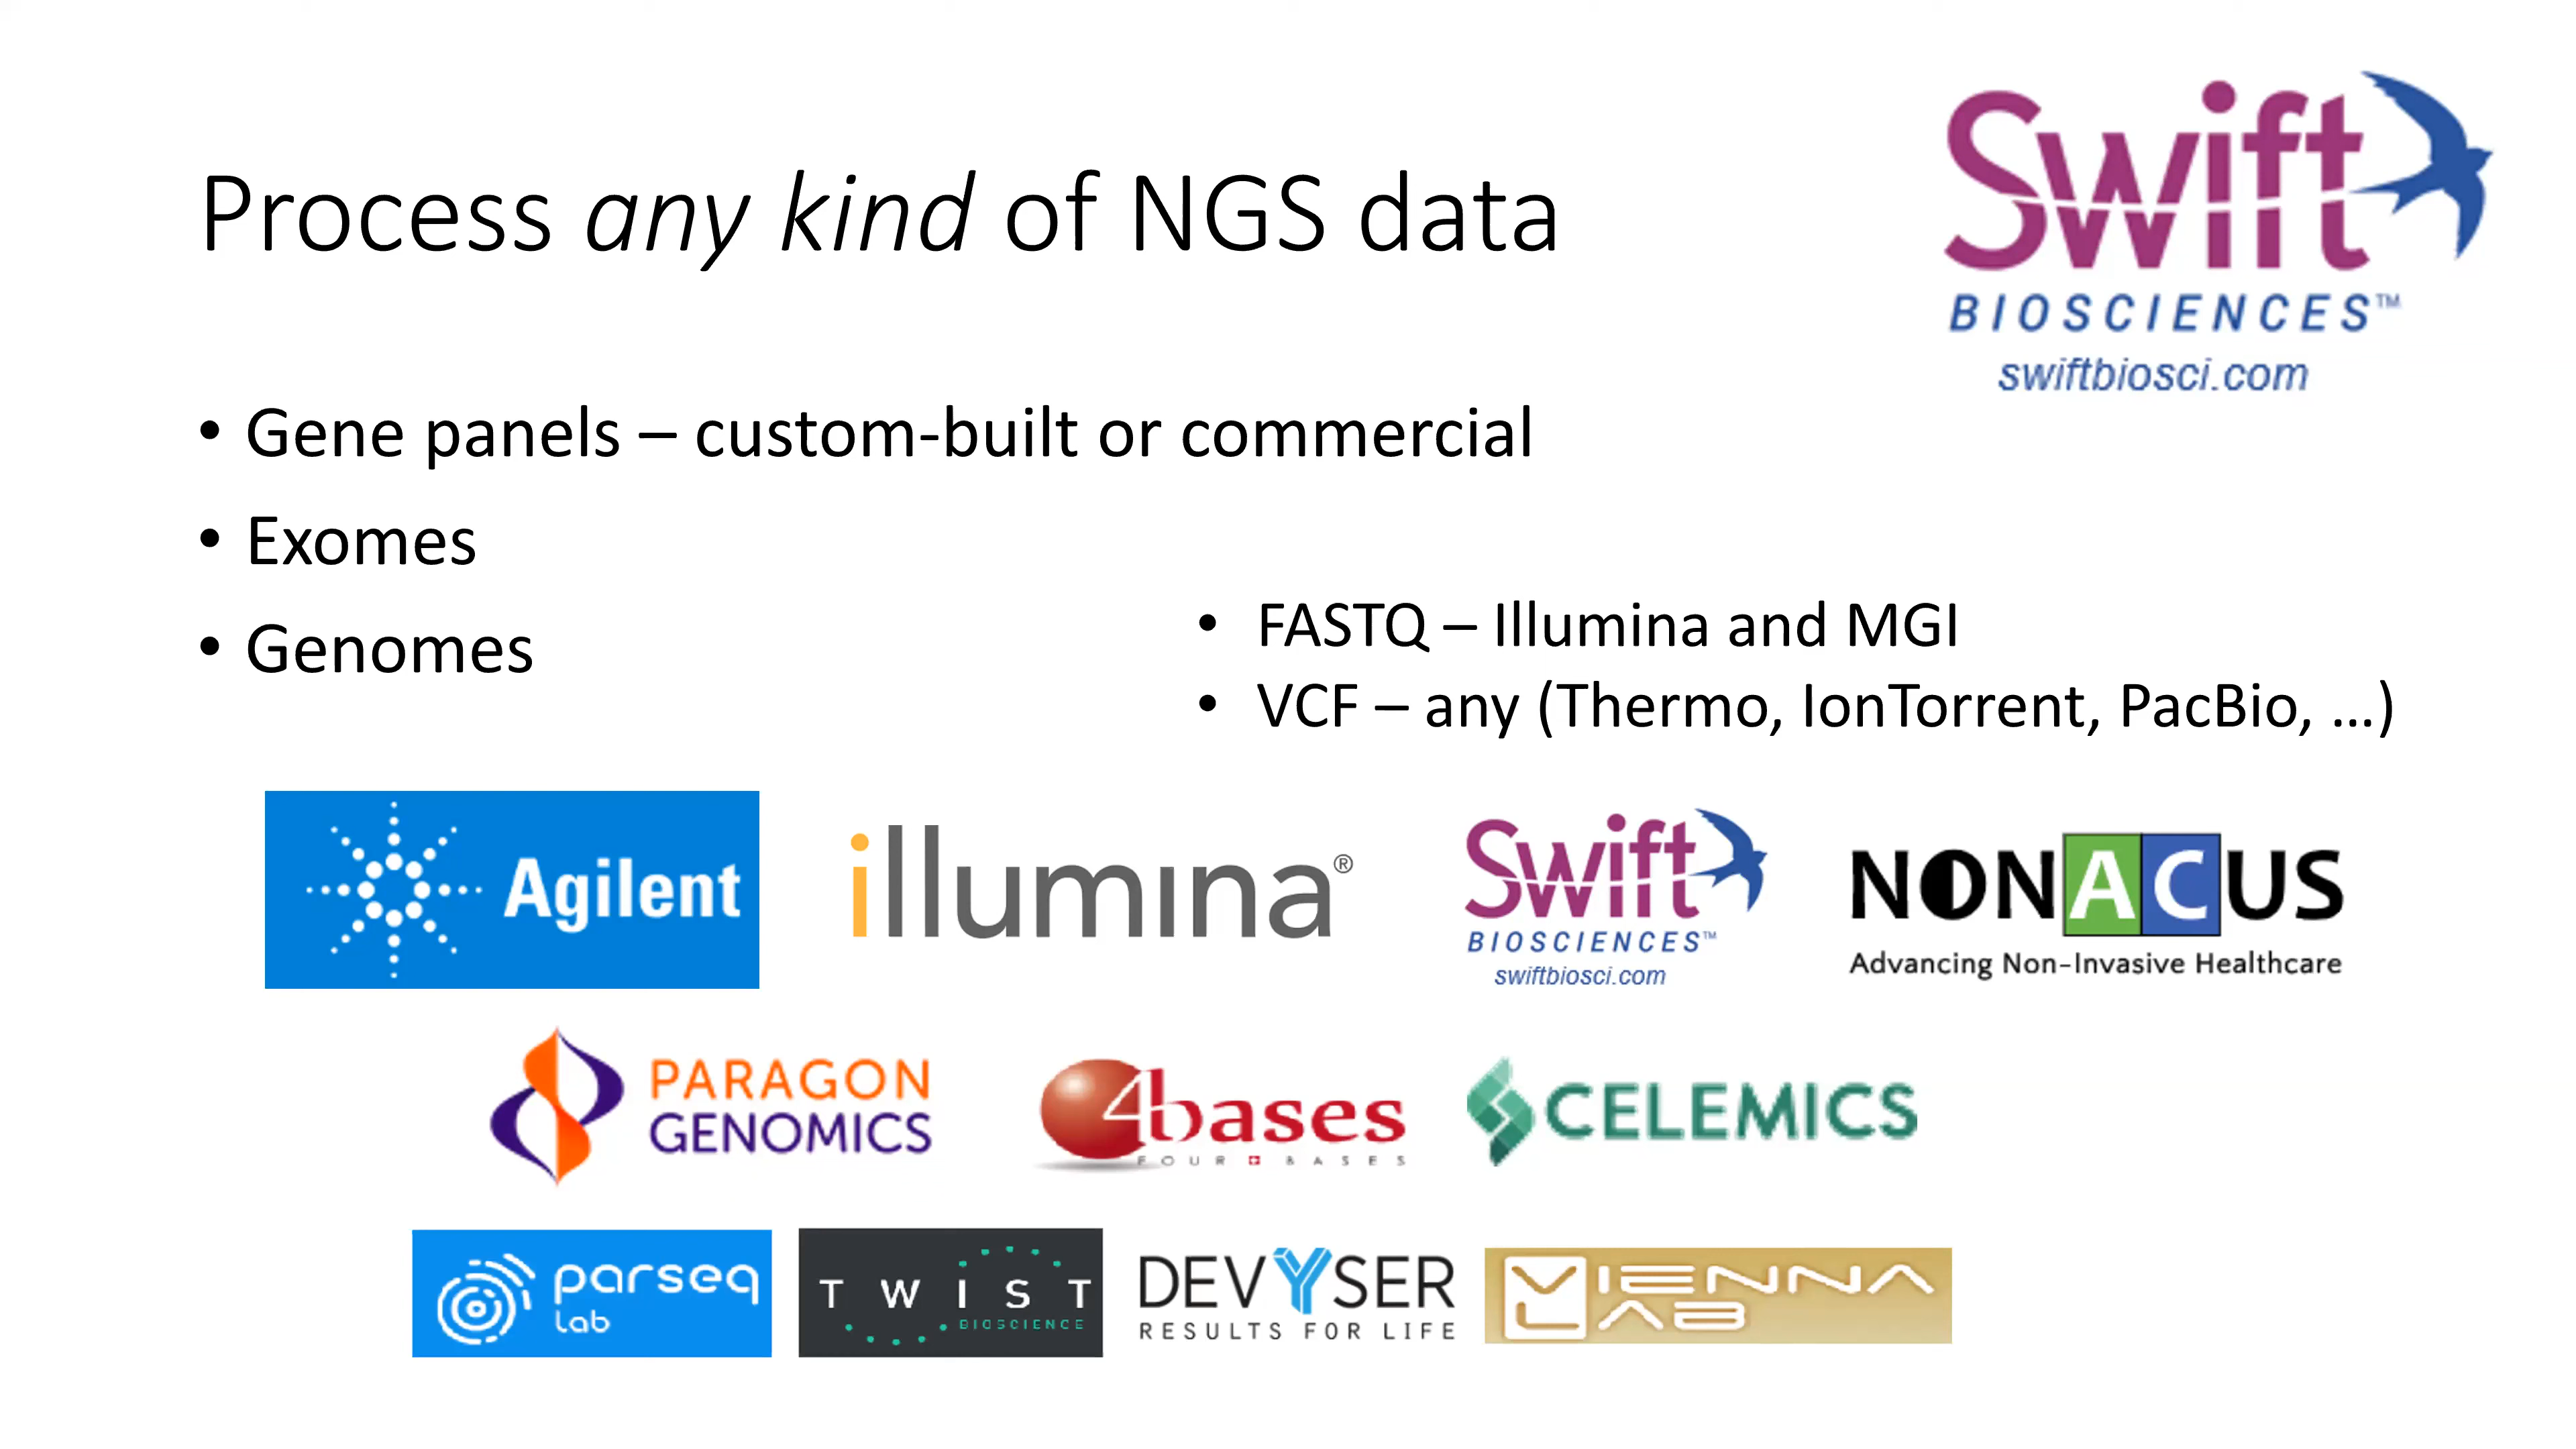 Swift
BIOSCIENCES™
swiftbiosci.com
Process any kind of NGS data
• Gene panels – custom-built or commercial
• Exomes
• Genomes
• FASTQ – Illumina and MGI
• VCF – any (Thermo, IonTorrent, PacBio, ...)
Agilent
illumina®
Swift
BIOSCIENCES™
swiftbiosci.com
NONACUS
Advancing Non-Invasive Healthcare
PARAGON
GENOMICS
4bases
FOUR BASES
CELEMICS
parseq
lab
TWIST
BIOSCIENCE
DEVYSER
RESULTS FOR LIFE
VIENNA
LAB